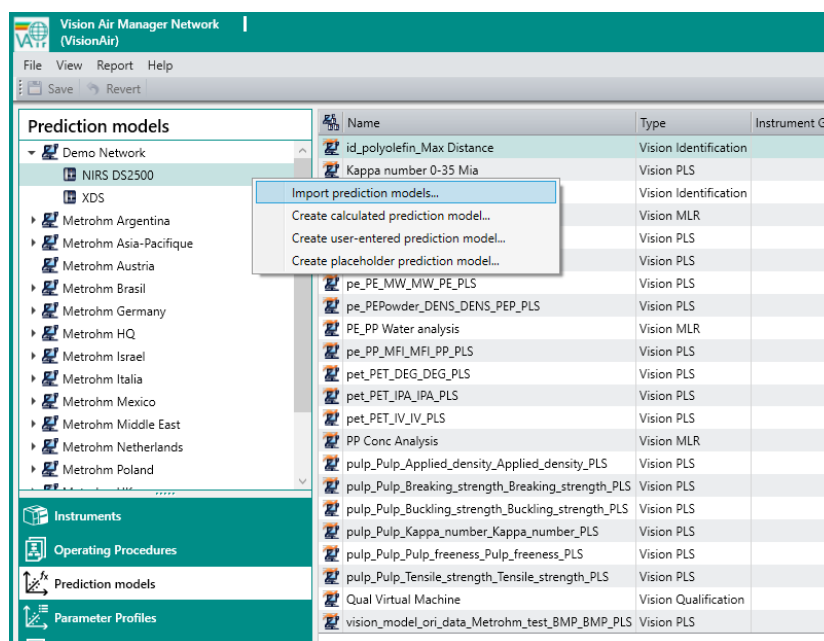 Vision Air Manager Network
(VisionAir)
VAir
File View Report Help
Save Revert
Prediction models
Demo Network
NIRS DS2500
XDS
Metrohm Argentina
Metrohm Asia-Pacifique
Metrohm Austria
Metrohm Brasil
Metrohm Germany
Metrohm HQ
Metrohm Israel
Metrohm Italia
Metrohm Mexico
Metrohm Middle East
Metrohm Netherlands
Metrohm Poland
Instruments
Operating Procedures
Prediction models
Parameter Profiles
Import prediction models...
Create calculated prediction model...
Create user-entered prediction model...
Create placeholder prediction model...
Name Type Instrument G
id_polyolefin_Max Distance Vision Identification
Kappa number 0-35 Mia Vision PLS
Vision Identification
Vision MLR
Vision PLS
Vision PLS
pe_PE_MW_MW_PE_PLS Vision PLS
pe_PEPowder_DENS_DENS_PEP_PLS Vision PLS
PE_PP Water analysis Vision MLR
pe_PP_MFI_MFI_PP_PLS Vision PLS
pet_PET_DEG_DEG_PLS Vision PLS
pet_PET_IPA_IPA_PLS Vision PLS
pet_PET_IV_IV_PLS Vision PLS
PP Conc Analysis Vision MLR
pulp_Pulp_Applied_density_Applied_density_PLS Vision PLS
pulp_Pulp_Breaking_strength_Breaking_strength_PLS Vision PLS
pulp_Pulp_Buckling_strength_Buckling_strength_PLS Vision PLS
pulp_Pulp_Kappa_number_Kappa_number_PLS Vision PLS
pulp_Pulp_Pulp_freeness_Pulp_freeness_PLS Vision PLS
pulp_Pulp_Tensile_strength_Tensile_strength_PLS Vision PLS
Qual Virtual Machine Vision Qualification
vision_model_ori_data_Metrohm_test_BMP_BMP_PLS Vision PLS